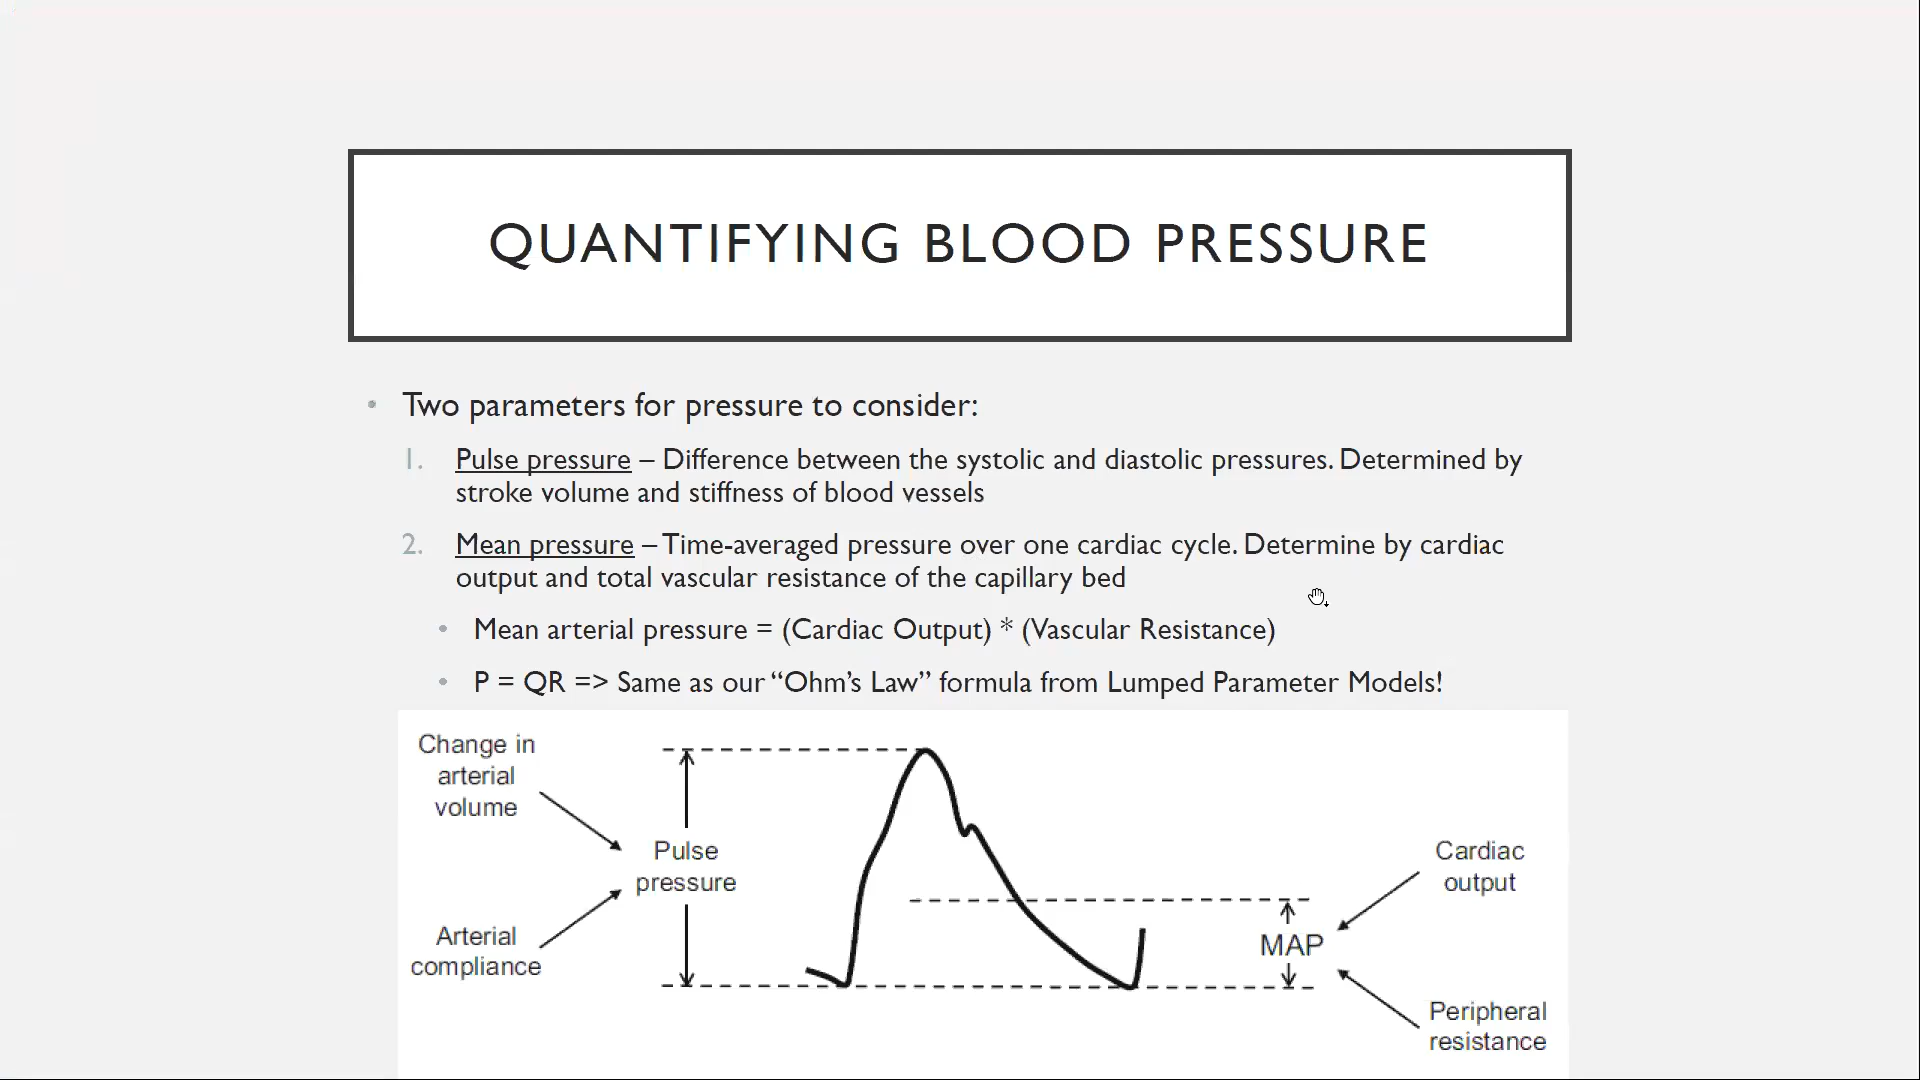 QUANTIFYING BLOOD PRESSURE
• Two parameters for pressure to consider:
1. Pulse pressure – Difference between the systolic and diastolic pressures. Determined by
stroke volume and stiffness of blood vessels
2. Mean pressure – Time-averaged pressure over one cardiac cycle. Determine by cardiac
output and total vascular resistance of the capillary bed
• Mean arterial pressure = (Cardiac Output) * (Vascular Resistance)
• P = QR => Same as our “Ohm’s Law” formula from Lumped Parameter Models!
Change in
arterial
volume
Arterial
compliance
Pulse
pressure
MAP
Cardiac
output
Peripheral
resistance